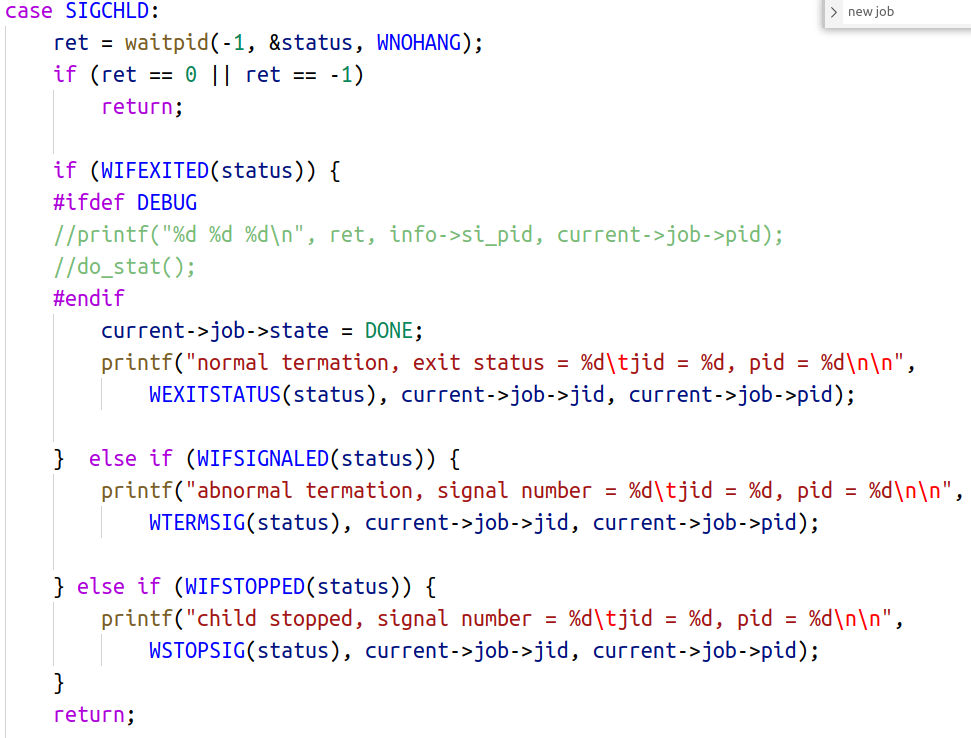 case SIGCHLD:
new job
ret = waitpid(-1, &status, WNOHANG);
if (ret == 0 || ret == -1)
return;
if (WIFEXITED(status)) {
#ifdef DEBUG
//printf("%d %d %d\n", ret, info->si_pid, current->job->pid);
//do_stat();
#endif
current->job->state = DONE;
printf("normal termation, exit status = %d\tjid = %d, pid = %d\n\n",
WEXITSTATUS(status), current->job->jid, current->job->pid);
}  else if (WIFSIGNALED(status)) {
printf("abnormal termation, signal number = %d\tjid = %d, pid = %d\n\n",
WTERMSIG(status), current->job->jid, current->job->pid);
} else if (WIFSTOPPED(status)) {
printf("child stopped, signal number = %d\tjid = %d, pid = %d\n\n",
WSTOPSIG(status), current->job->jid, current->job->pid);
}
return;